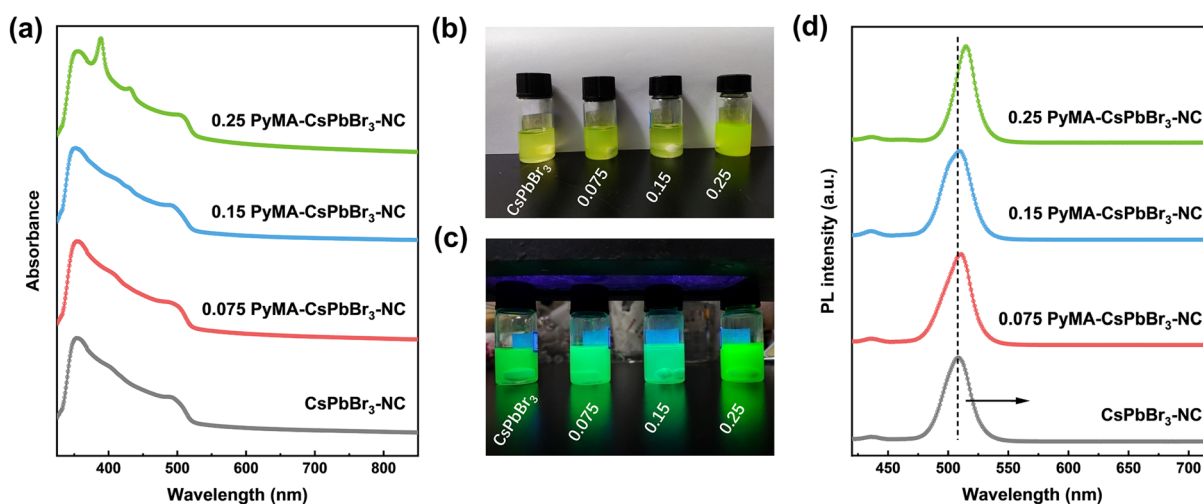 (a)
Absorbance
0.25 PyMA-CsPbBr₃-NC
0.15 PyMA-CsPbBr₃-NC
0.075 PyMA-CsPbBr₃-NC
CsPbBr₃-NC
400 500 600 700 800
Wavelength (nm)
(b)
CsPbBr₃ 0.075 0.15 0.25
(c)
CsPbBr₃ 0.075 0.15 0.25
(d)
PL intensity (a.u.)
0.25 PyMA-CsPbBr₃-NC
0.15 PyMA-CsPbBr₃-NC
0.075 PyMA-CsPbBr₃-NC
CsPbBr₃-NC
450 500 550 600 650 700
Wavelength (nm)